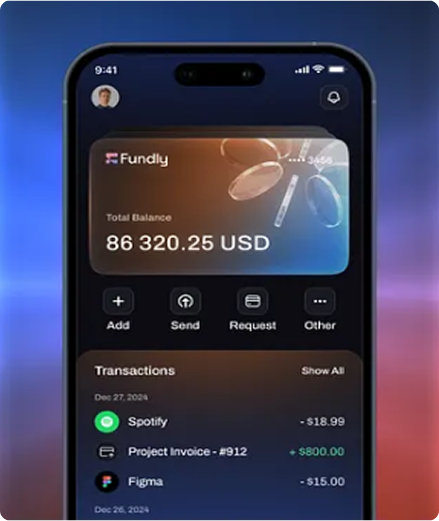 9:41
Fundly
•••• 3456
Total Balance
86 320.25 USD
Add Send Request Other
Transactions Show All
Dec 27, 2024
Spotify - $18.99
Project Invoice - #912 + $800.00
Figma - $15.00
Dec 26, 2024